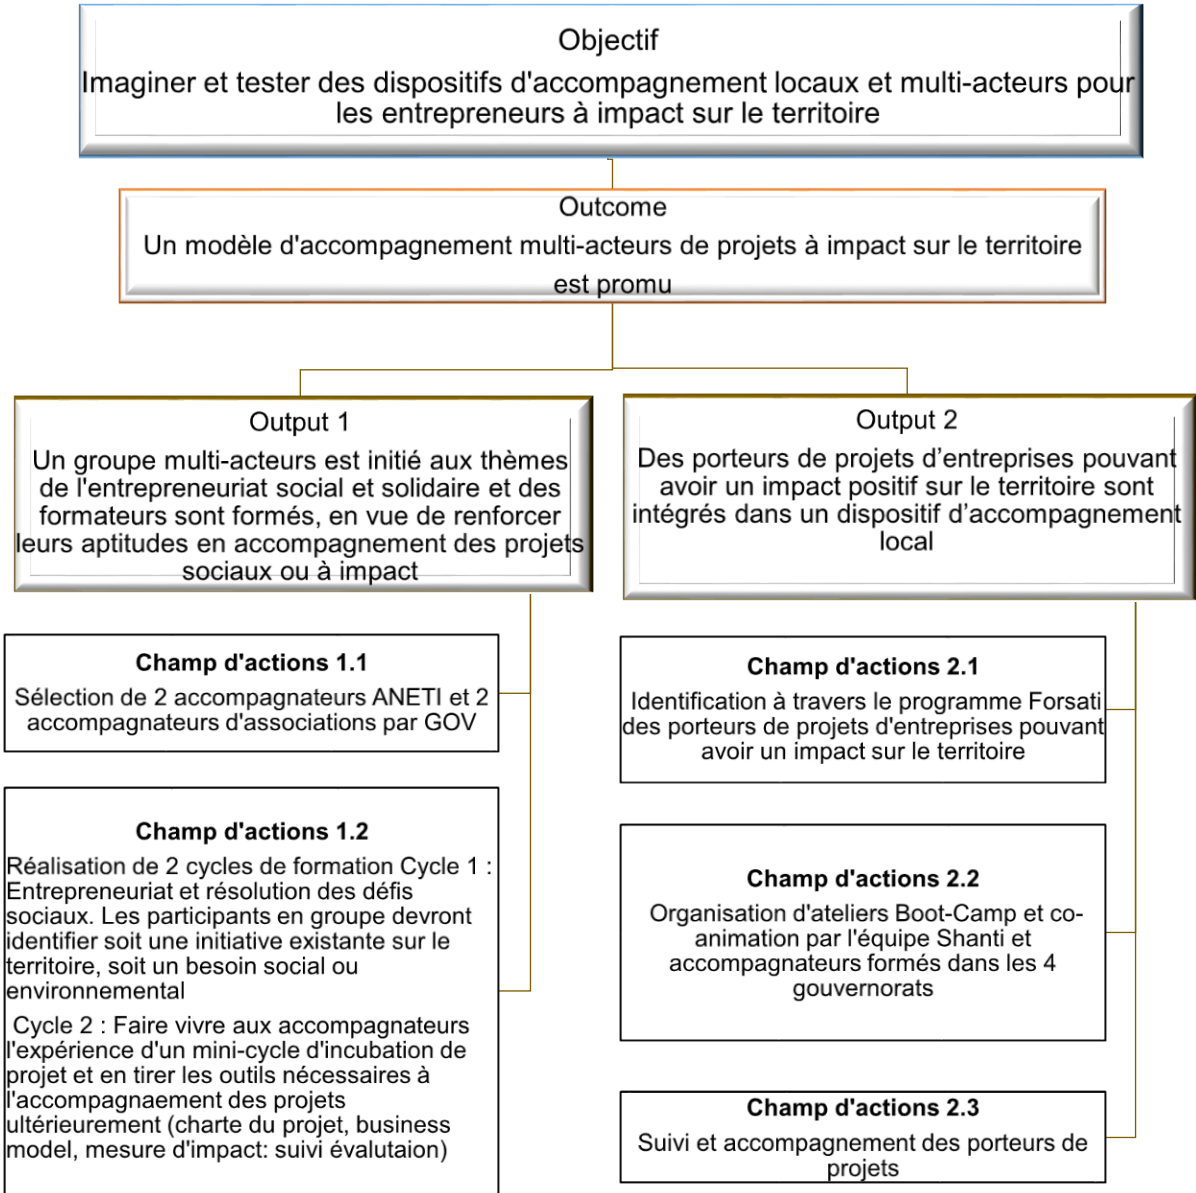 Objectif
Imaginer et tester des dispositifs d'accompagnement locaux et multi-acteurs pour
les entrepreneurs à impact sur le territoire
Outcome
Un modèle d'accompagnement multi-acteurs de projets à impact sur le territoire
est promu
Output 1
Un groupe multi-acteurs est initié aux thèmes
de l'entrepreneuriat social et solidaire et des
formateurs sont formés, en vue de renforcer
leurs aptitudes en accompagnement des projets
sociaux ou à impact
Output 2
Des porteurs de projets d’entreprises pouvant
avoir un impact positif sur le territoire sont
intégrés dans un dispositif d’accompagnement
local
Champ d'actions 1.1
Sélection de 2 accompagnateurs ANETI et 2
accompagnateurs d'associations par GOV
Champ d'actions 1.2
Réalisation de 2 cycles de formation Cycle 1 :
Entrepreneuriat et résolution des défis
sociaux. Les participants en groupe devront
identifier soit une initiative existante sur le
territoire, soit un besoin social ou
environnemental
Cycle 2 : Faire vivre aux accompagnateurs
l'expérience d'un mini-cycle d'incubation de
projet et en tirer les outils nécessaires à
l'accompagnaement des projets
ultérieurement (charte du projet, business
model, mesure d'impact: suivi évalutaion)
Champ d'actions 2.1
Identification à travers le programme Forsati
des porteurs de projets d'entreprises pouvant
avoir un impact sur le territoire
Champ d'actions 2.2
Organisation d'ateliers Boot-Camp et co-
animation par l'équipe Shanti et
accompagnateurs formés dans les 4
gouvernorats
Champ d'actions 2.3
Suivi et accompagnement des porteurs de
projets